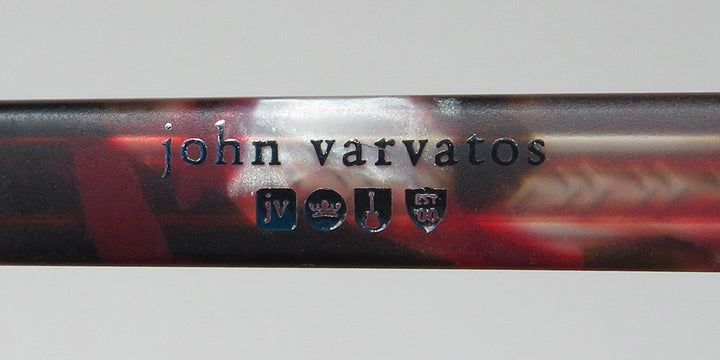 john varvatos
jv EST '00